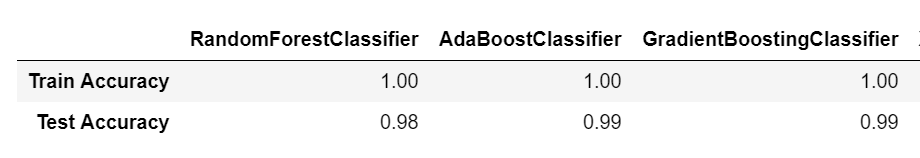 RandomForestClassifier AdaBoostClassifier GradientBoostingClassifier
Train Accuracy 1.00 1.00 1.00
Test Accuracy 0.98 0.99 0.99